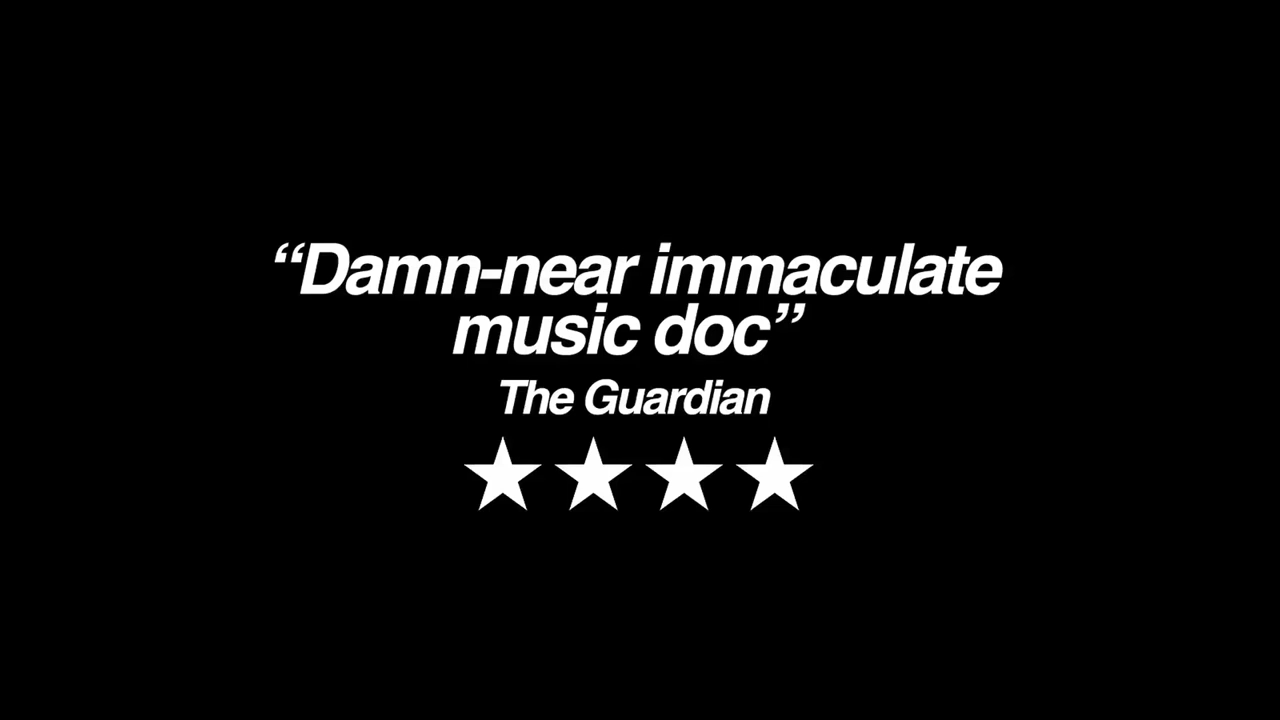 “Damn-near immaculate
music doc”
The Guardian